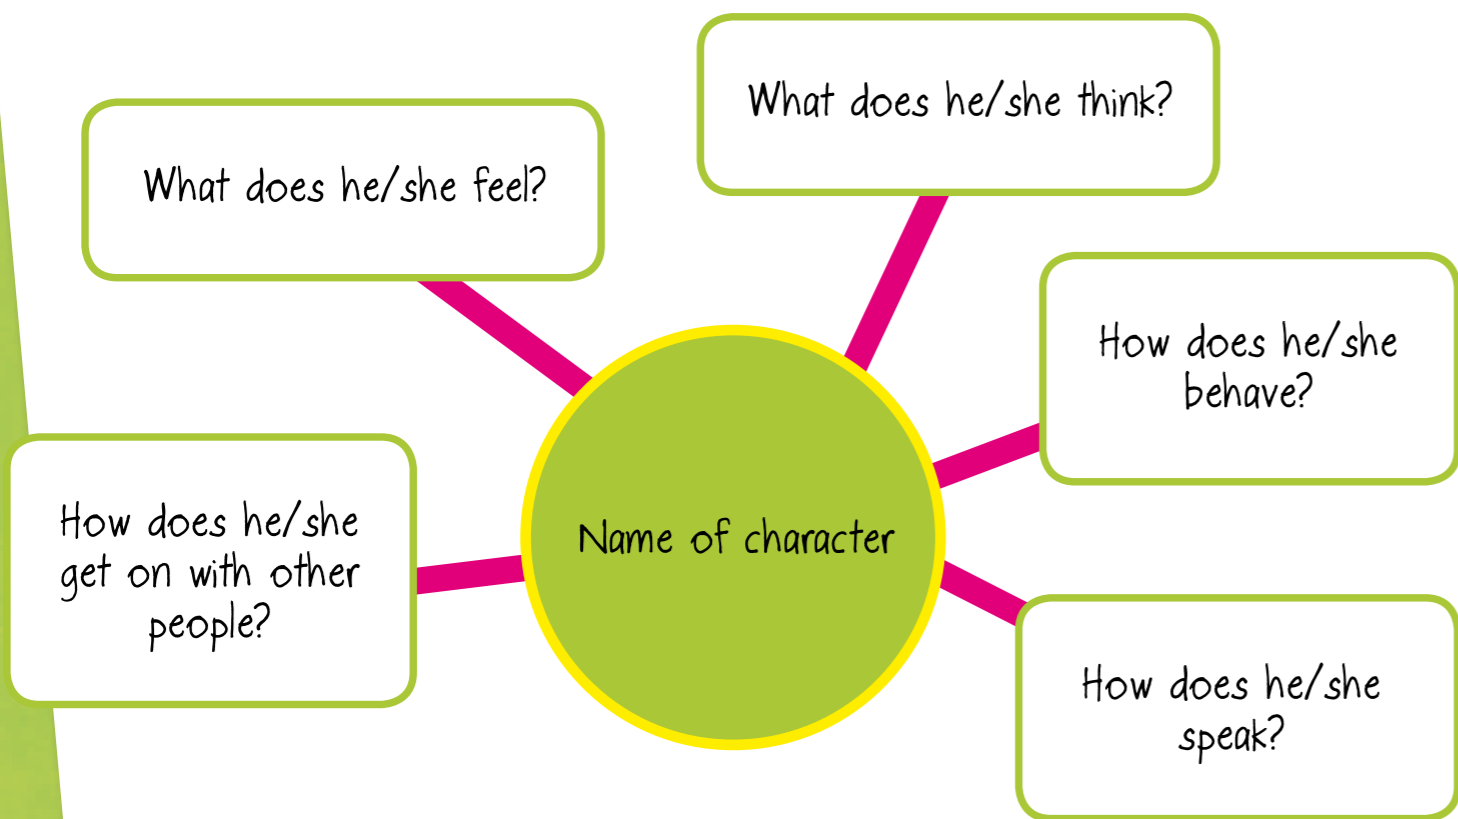 What does he/she think?
What does he/she feel?
How does he/she
behave?
How does he/she
get on with other
people?
Name of character
How does he/she
speak?